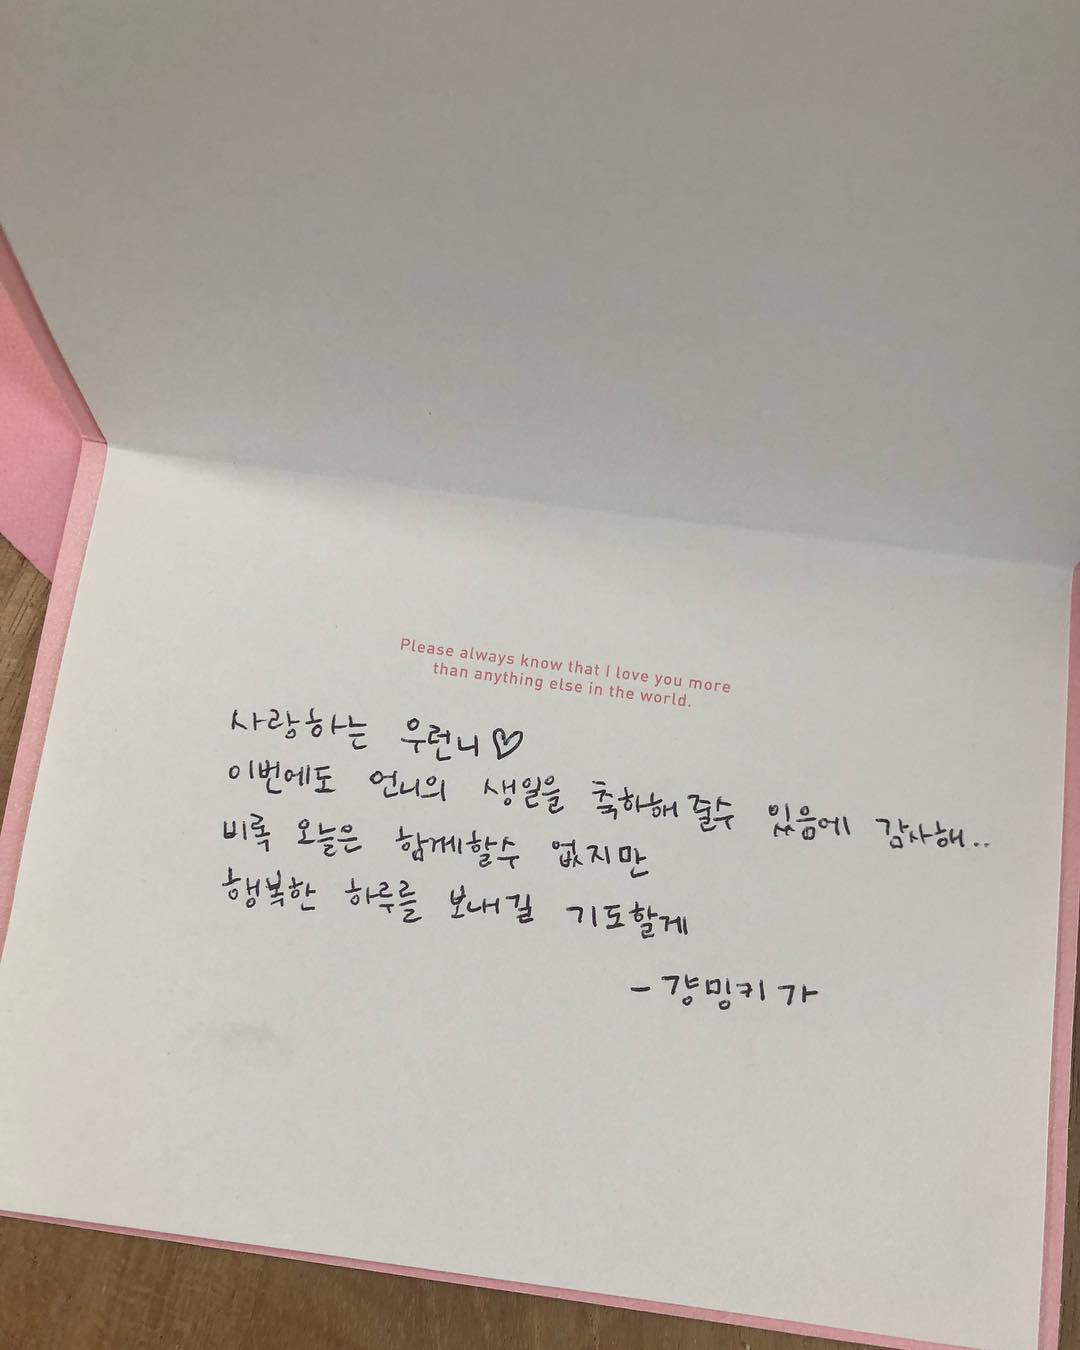 Please always know that I love you more
than anything else in the world.
사랑하는 우런니♡
이번에도 언니의 생일을 축하해줄수 있음에 감사해..
비록 오늘은 함께할수 없지만
행복한 하루를 보내길 기도할게
- 걍밍키가